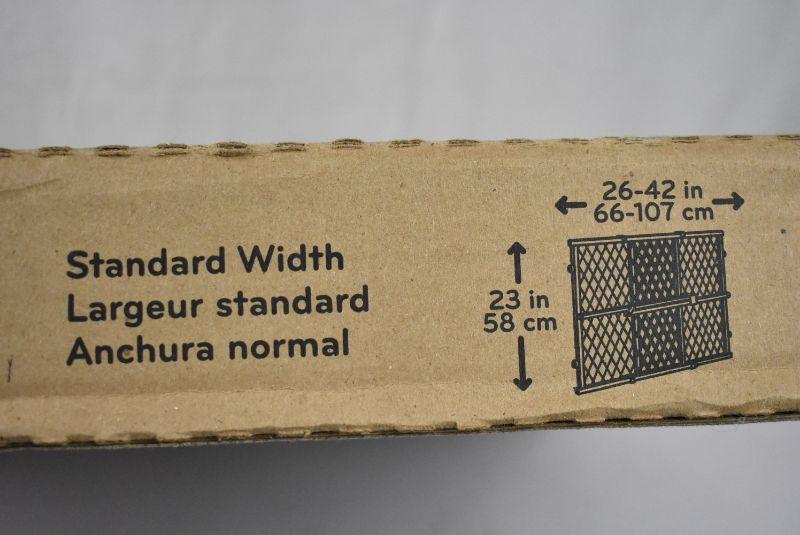 Standard Width
Largeur standard
Anchura normal
26-42 in
66-107 cm
23 in
58 cm